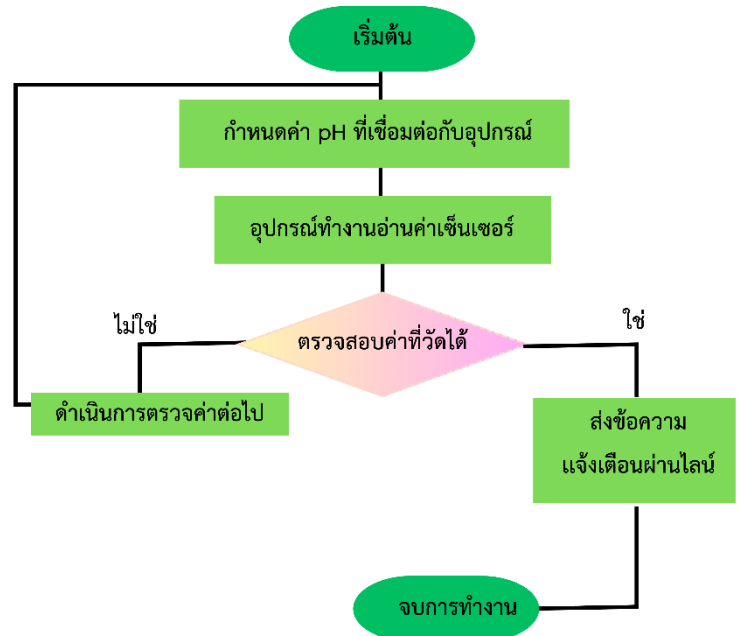 เริ่มต้น
กำหนดค่า pH ที่เชื่อมต่อกับอุปกรณ์
อุปกรณ์ทำงานอ่านค่าเซ็นเซอร์
ไม่ใช่
ตรวจสอบค่าที่วัดได้
ใช่
ดำเนินการตรวจค่าต่อไป
ส่งข้อความ
แจ้งเตือนผ่านไลน์
จบการทำงาน